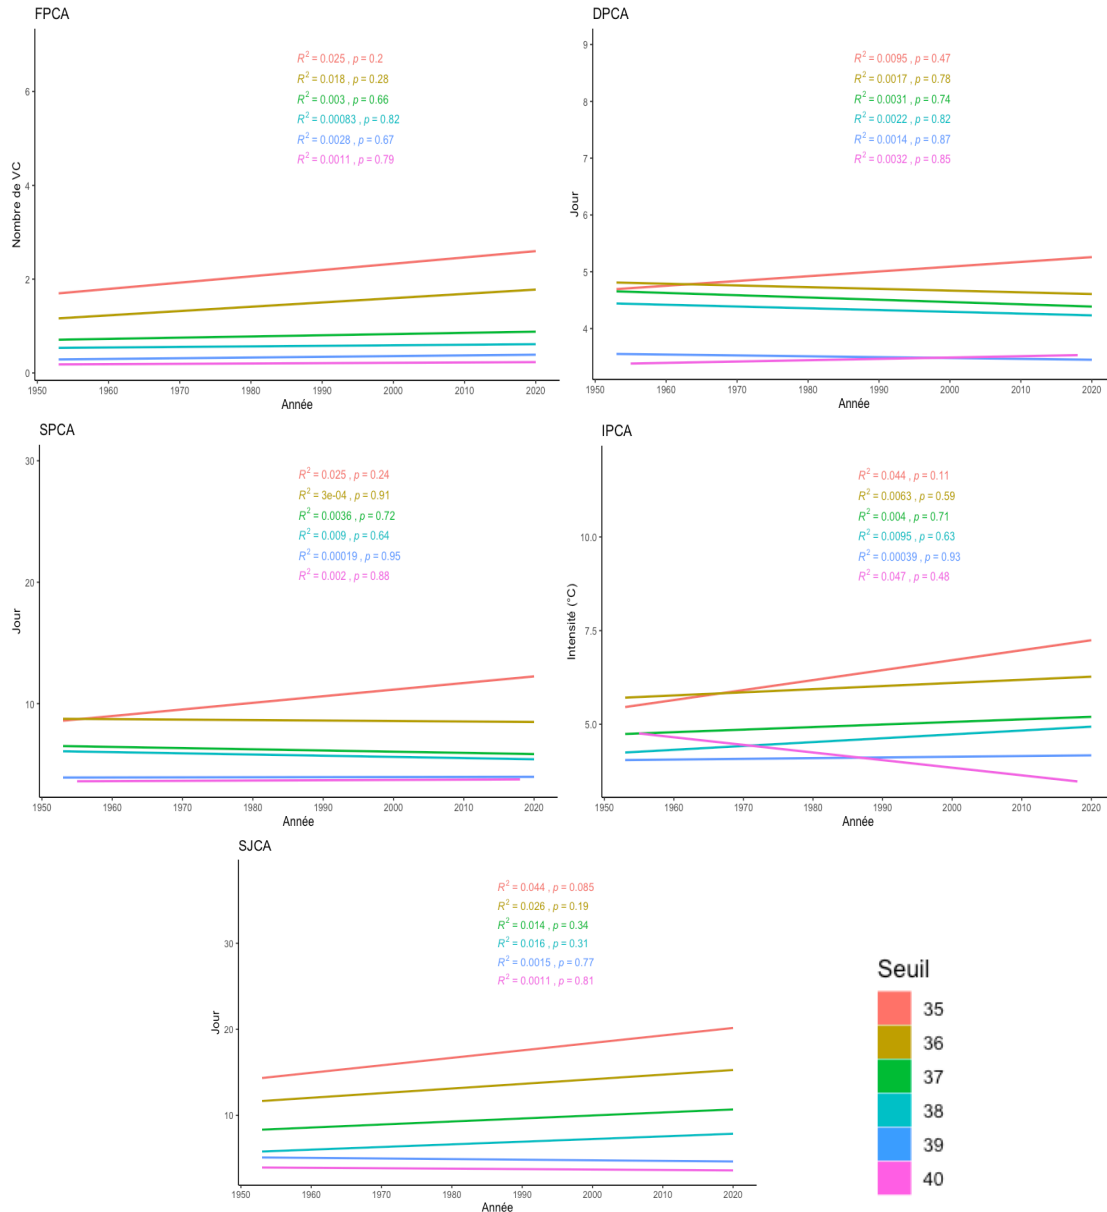 FPCA
R² = 0.025 , p = 0.2
R² = 0.018 , p = 0.28
R² = 0.003 , p = 0.66
R² = 0.00083 , p = 0.82
R² = 0.0028 , p = 0.67
R² = 0.0011 , p = 0.79
Nombre de VC
6
4
2
0
1950 1960 1970 1980 1990 2000 2010 2020
Année
DPCA
R² = 0.0095 , p = 0.47
R² = 0.0017 , p = 0.78
R² = 0.0031 , p = 0.74
R² = 0.0022 , p = 0.82
R² = 0.0014 , p = 0.87
R² = 0.0032 , p = 0.85
Jour
9
8
7
6
5
4
1950 1960 1970 1980 1990 2000 2010 2020
Année
SPCA
R² = 0.025 , p = 0.24
R² = 3e-04 , p = 0.91
R² = 0.0036 , p = 0.72
R² = 0.009 , p = 0.64
R² = 0.00019 , p = 0.95
R² = 0.002 , p = 0.88
Jour
30
20
10
1950 1960 1970 1980 1990 2000 2010 2020
Année
IPCA
R² = 0.044 , p = 0.11
R² = 0.0063 , p = 0.59
R² = 0.004 , p = 0.71
R² = 0.0095 , p = 0.63
R² = 0.00039 , p = 0.93
R² = 0.047 , p = 0.48
Intensité (°C)
10.0
7.5
5.0
1950 1960 1970 1980 1990 2000 2010 2020
Année
SJCA
R² = 0.044 , p = 0.085
R² = 0.026 , p = 0.19
R² = 0.014 , p = 0.34
R² = 0.016 , p = 0.31
R² = 0.0015 , p = 0.77
R² = 0.0011 , p = 0.81
Jour
30
20
10
1950 1960 1970 1980 1990 2000 2010 2020
Année
Seuil
35
36
37
38
39
40